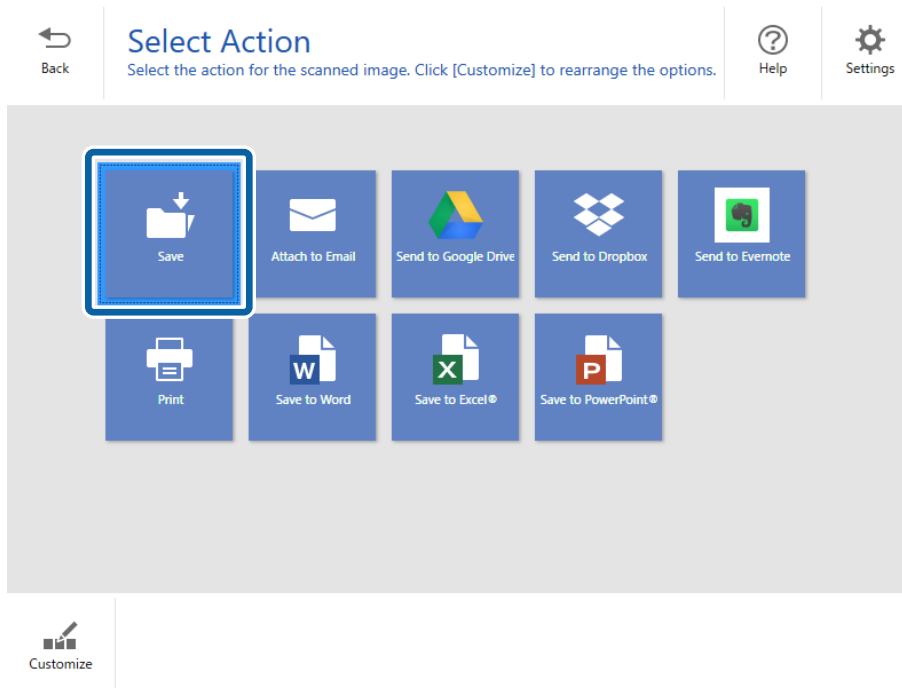 Back
Select Action
Select the action for the scanned image. Click [Customize] to rearrange the options.
Help
Settings
Save
Attach to Email
Send to Google Drive
Send to Dropbox
Send to Evernote
Print
W
Save to Word
X
Save to Excel®
P
Save to PowerPoint®
Customize